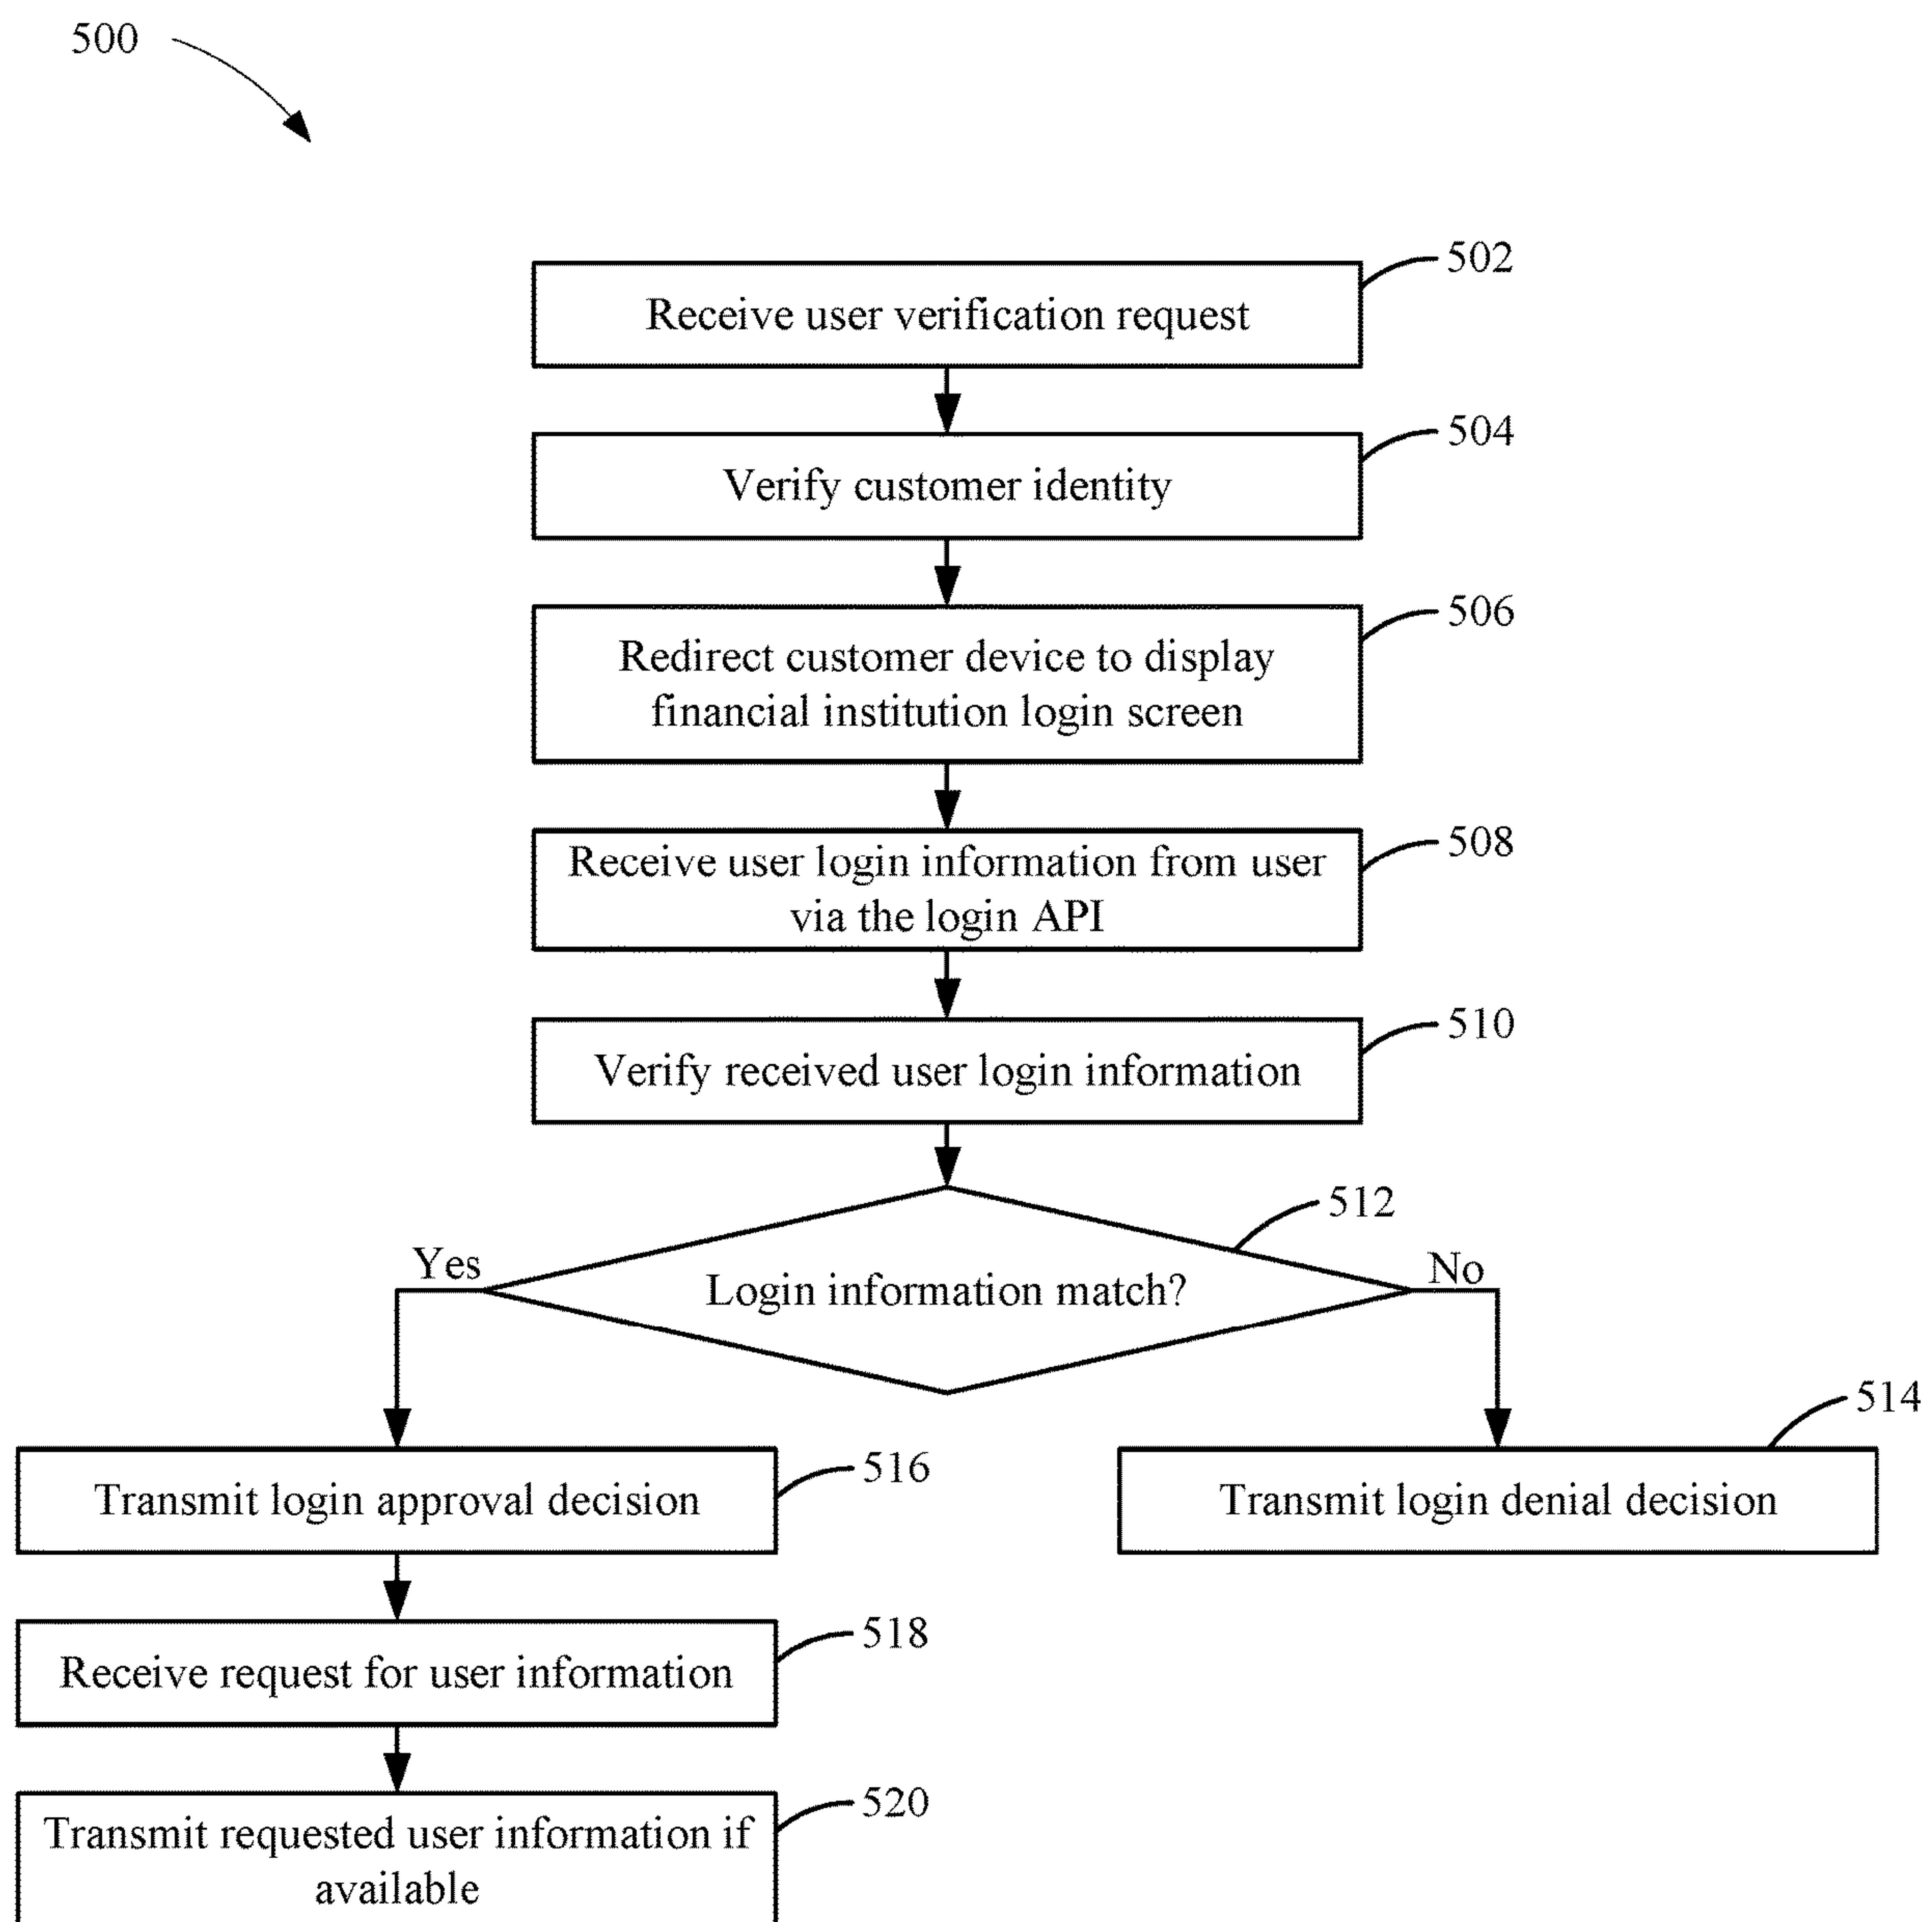 500
502
Receive user verification request
504
Verify customer identity
506
Redirect customer device to display
financial institution login screen
508
Receive user login information from user
via the login API
510
Verify received user login information
512
Yes
Login information match?
No
514
516
Transmit login approval decision
Transmit login denial decision
518
Receive request for user information
520
Transmit requested user information if
available